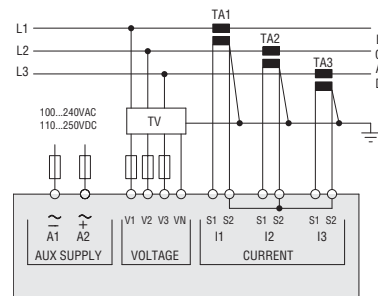 TA1
L1
L2
TA2
L3
TA3
L
O
A
D
100...240VAC
110...250VDC
TV
~ ~
− +
A1 A2
V1 V2 V3 VN
S1 S2 S1 S2 S1 S2
I1 I2 I3
AUX SUPPLY VOLTAGE CURRENT